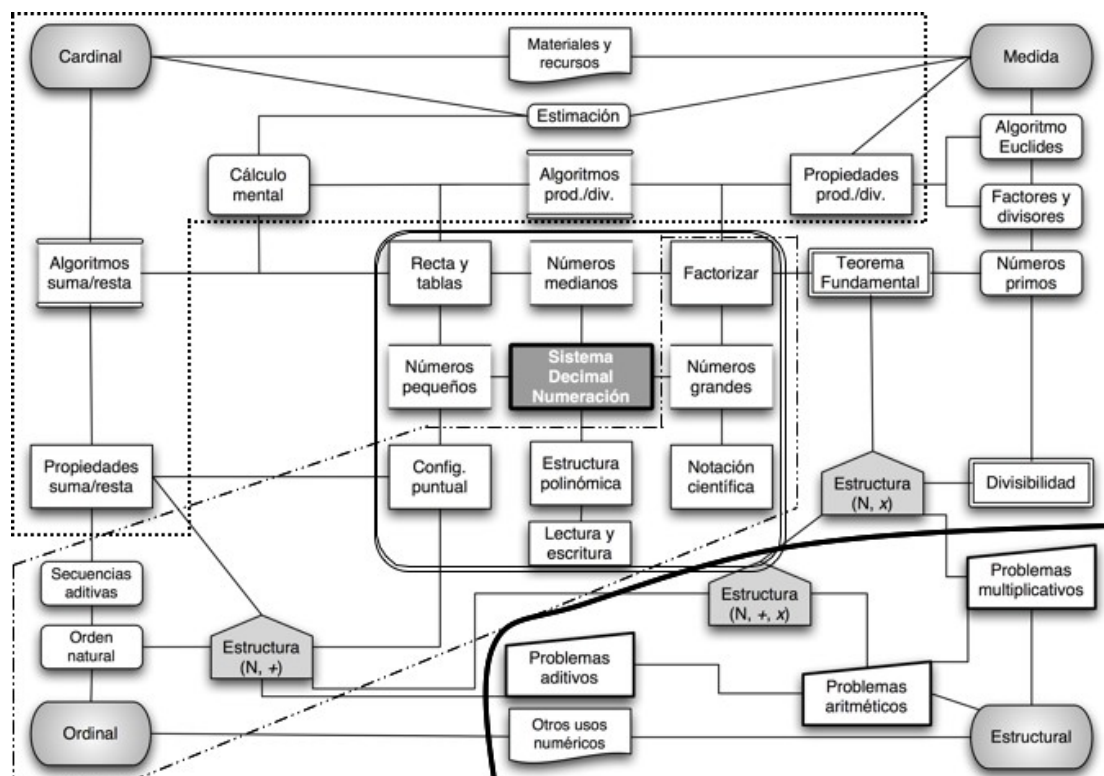 Cardinal
Materiales y
recursos
Medida
Estimación
Algoritmo
Euclides
Cálculo
mental
Algoritmos
prod./div.
Propiedades
prod./div.
Factores y
divisores
Algoritmos
suma/resta
Recta y
tablas
Números
medianos
Factorizar
Teorema
Fundamental
Números
primos
Números
pequeños
Sistema
Decimal
Numeración
Números
grandes
Propiedades
suma/resta
Config.
puntual
Estructura
polinómica
Notación
científica
Estructura
(N, x)
Divisibilidad
Lectura y
escritura
Secuencias
aditivas
Estructura
(N, +, x)
Problemas
multiplicativos
Orden
natural
Estructura
(N, +)
Problemas
aditivos
Problemas
aritméticos
Ordinal
Otros usos
numéricos
Estructural